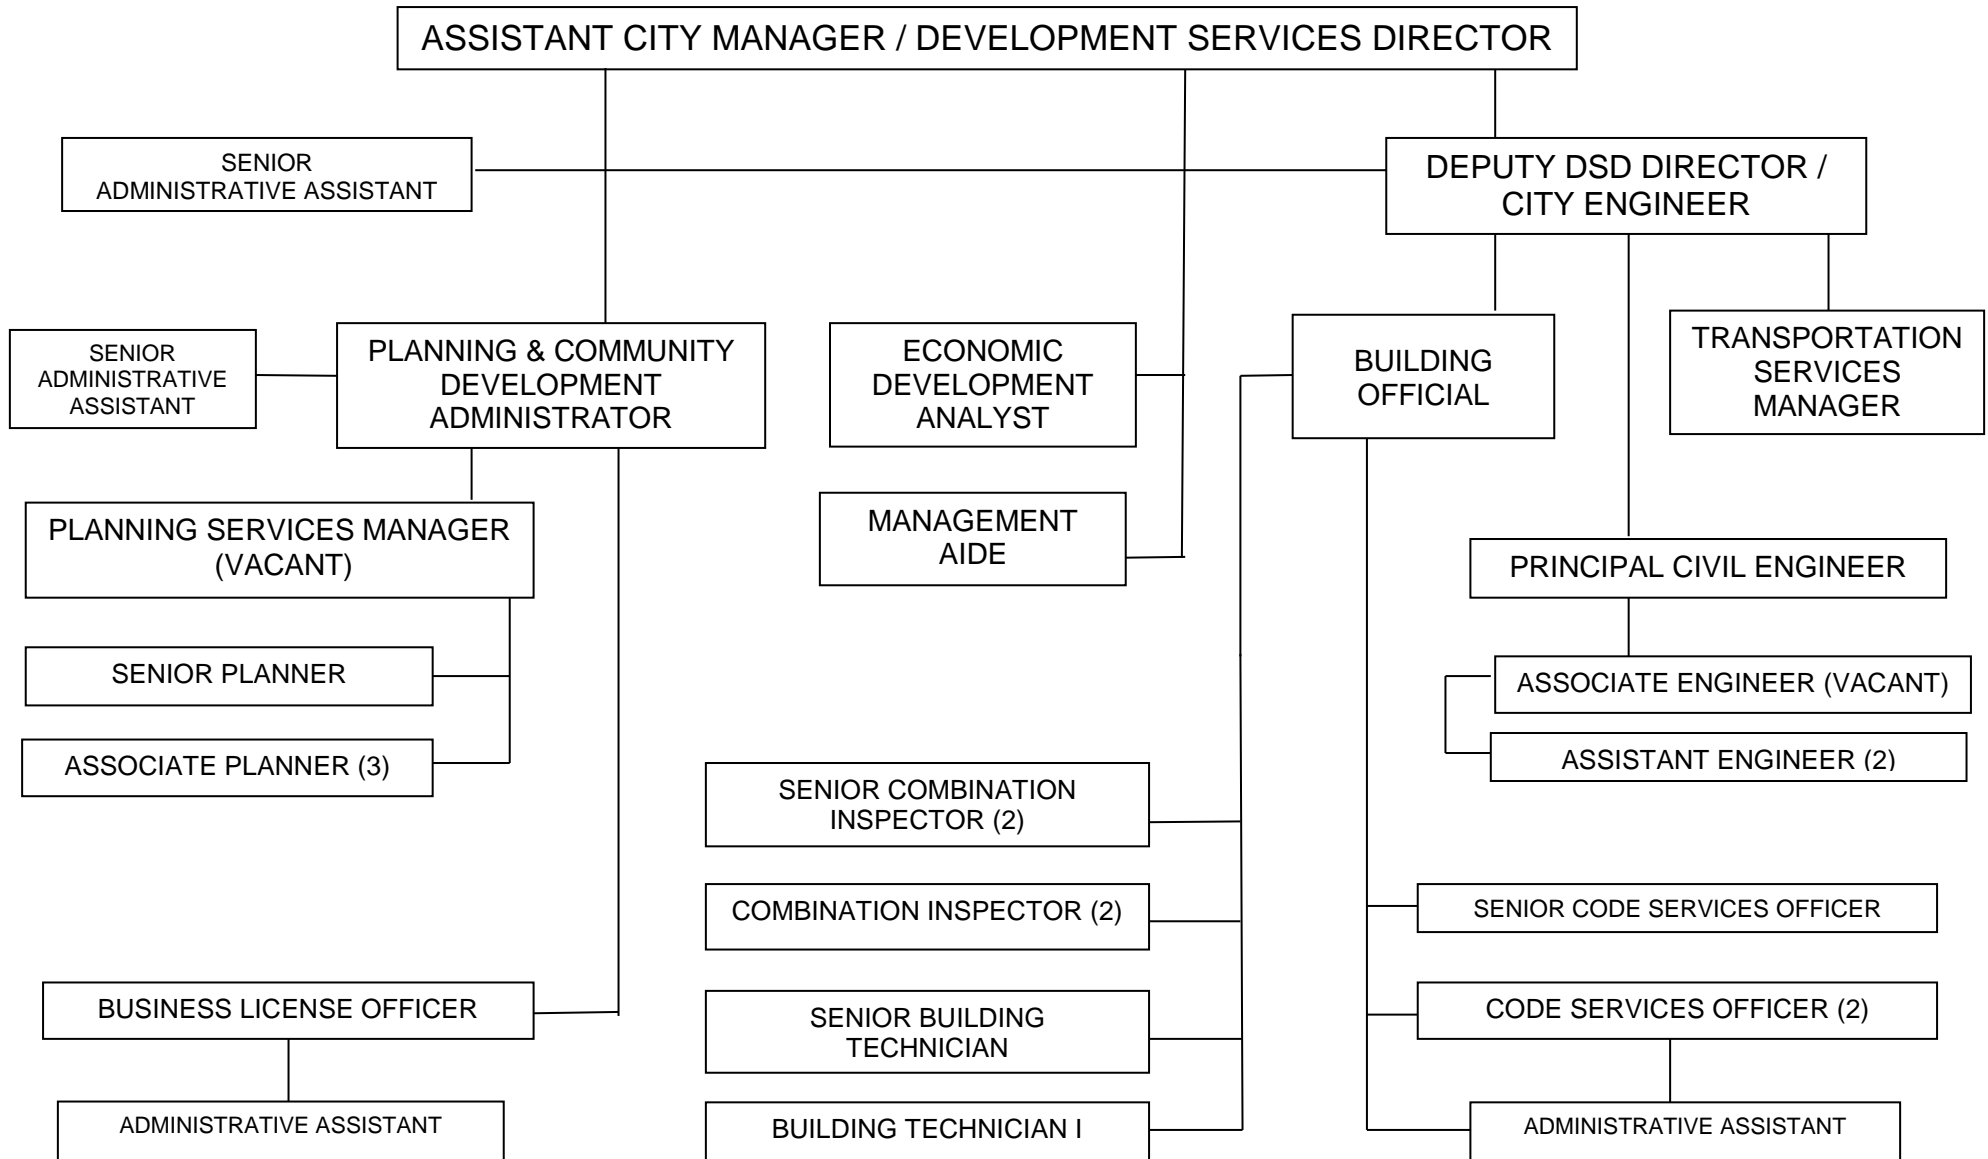 ASSISTANT CITY MANAGER / DEVELOPMENT SERVICES DIRECTOR
SENIOR
ADMINISTRATIVE ASSISTANT
DEPUTY DSD DIRECTOR /
CITY ENGINEER
SENIOR
ADMINISTRATIVE
ASSISTANT
PLANNING & COMMUNITY
DEVELOPMENT
ADMINISTRATOR
ECONOMIC
DEVELOPMENT
ANALYST
BUILDING
OFFICIAL
TRANSPORTATION
SERVICES
MANAGER
PLANNING SERVICES MANAGER
(VACANT)
MANAGEMENT
AIDE
PRINCIPAL CIVIL ENGINEER
SENIOR PLANNER
ASSOCIATE ENGINEER (VACANT)
ASSOCIATE PLANNER (3)
ASSISTANT ENGINEER (2)
SENIOR COMBINATION
INSPECTOR (2)
COMBINATION INSPECTOR (2)
SENIOR CODE SERVICES OFFICER
BUSINESS LICENSE OFFICER
SENIOR BUILDING
TECHNICIAN
CODE SERVICES OFFICER (2)
ADMINISTRATIVE ASSISTANT
BUILDING TECHNICIAN I
ADMINISTRATIVE ASSISTANT